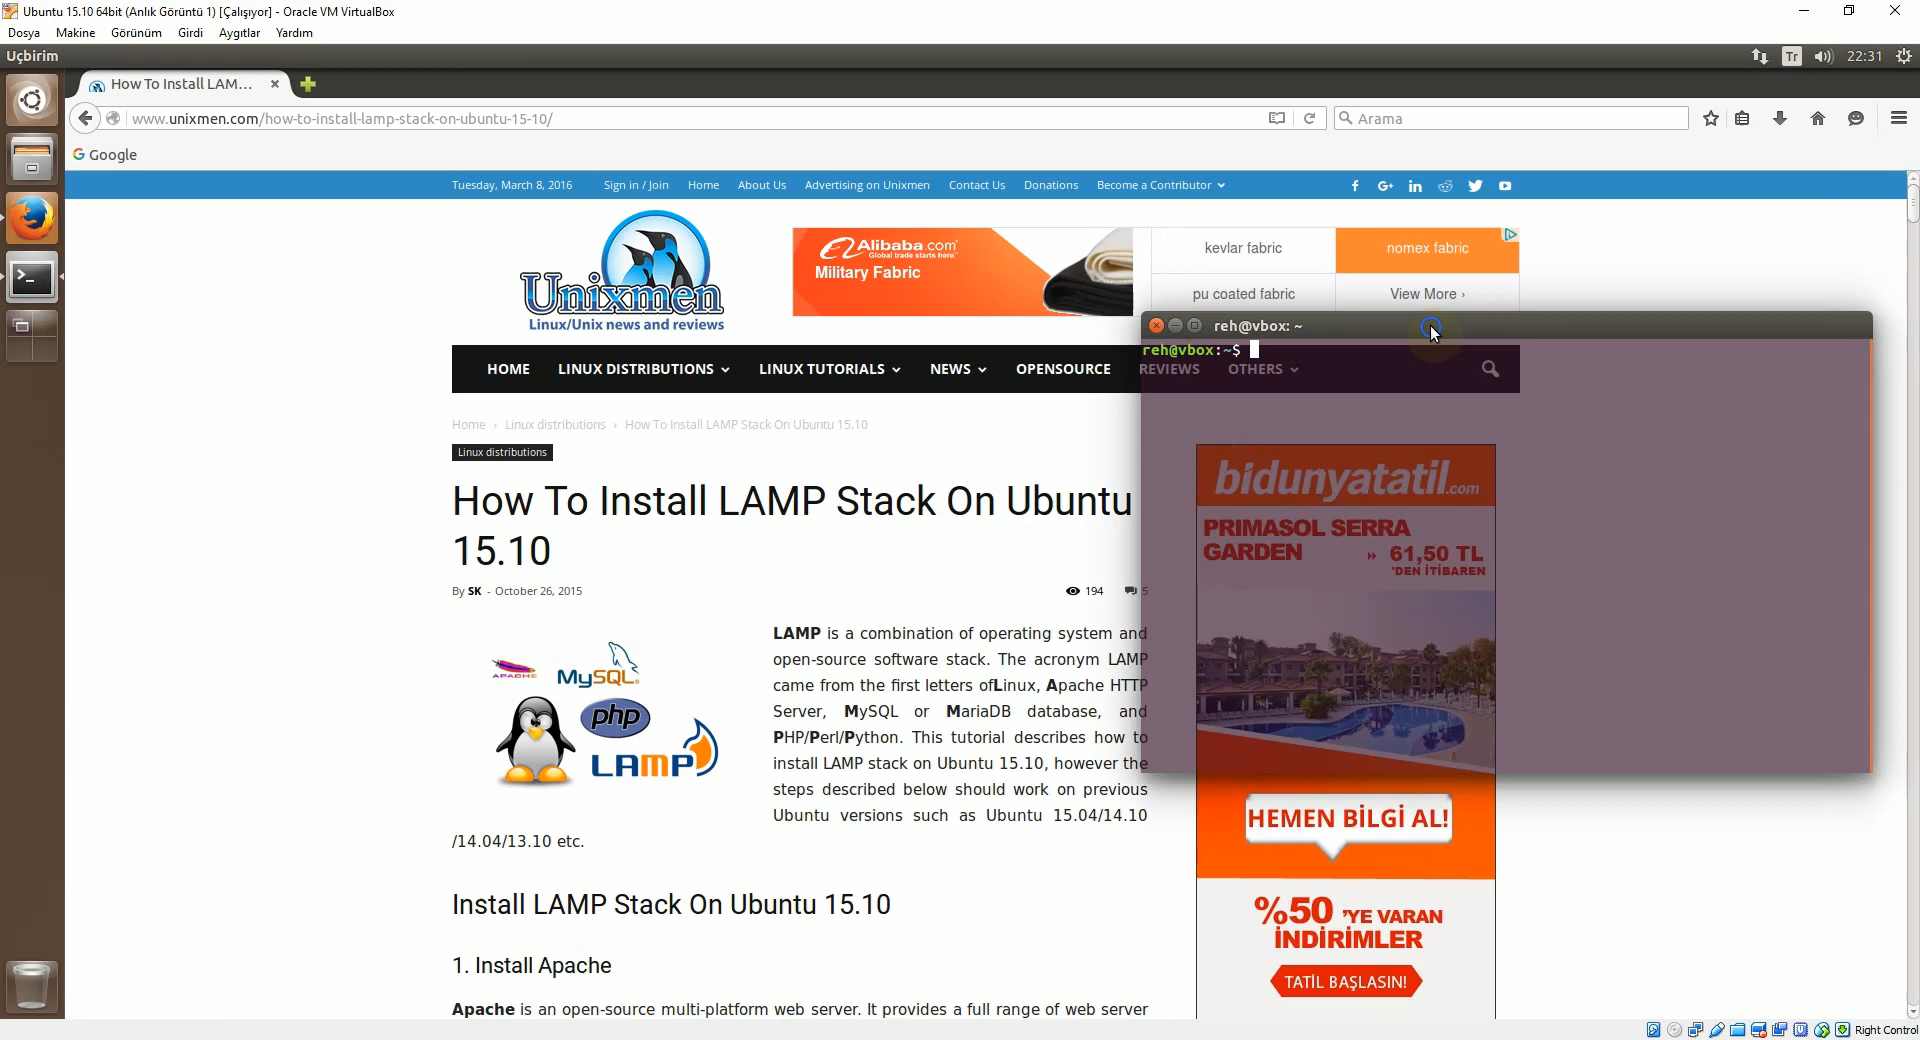 Ubuntu 15.10 64bit (Anlık Görüntü 1) [Çalışıyor] - Oracle VM VirtualBox
Dosya Makine Görünüm Girdi Aygıtlar Yardım
Uçbirim
Tr 22:31
How To Install LAM...
www.unixmen.com/how-to-install-lamp-stack-on-ubuntu-15-10/
Arama
Google
Tuesday, March 8, 2016 Sign in / Join Home About Us Advertising on Unixmen Contact Us Donations Become a Contributor
Unixmen
Linux/Unix news and reviews
Alibaba.com
Global trade starts here.
Military Fabric
kevlar fabric nomex fabric
pu coated fabric View More ›
reh@vbox: ~
reh@vbox:~$
HOME LINUX DISTRIBUTIONS LINUX TUTORIALS NEWS OPENSOURCE REVIEWS OTHERS
Home › Linux distributions › How To Install LAMP Stack On Ubuntu 15.10
Linux distributions
How To Install LAMP Stack On Ubuntu
15.10
By SK - October 26, 2015 194 5
APACHE MySQL
php
LAMP
LAMP is a combination of operating system and
open-source software stack. The acronym LAMP
came from the first letters ofLinux, Apache HTTP
Server, MySQL or MariaDB database, and
PHP/Perl/Python. This tutorial describes how to
install LAMP stack on Ubuntu 15.10, however the
steps described below should work on previous
Ubuntu versions such as Ubuntu 15.04/14.10
/14.04/13.10 etc.
Install LAMP Stack On Ubuntu 15.10
1. Install Apache
Apache is an open-source multi-platform web server. It provides a full range of web server
bidunyatatil.com
PRIMASOL SERRA
GARDEN » 61,50 TL
'DEN İTİBAREN
HEMEN BİLGİ AL!
%50 'YE VARAN
İNDİRİMLER
TATİL BAŞLASIN!
Right Control